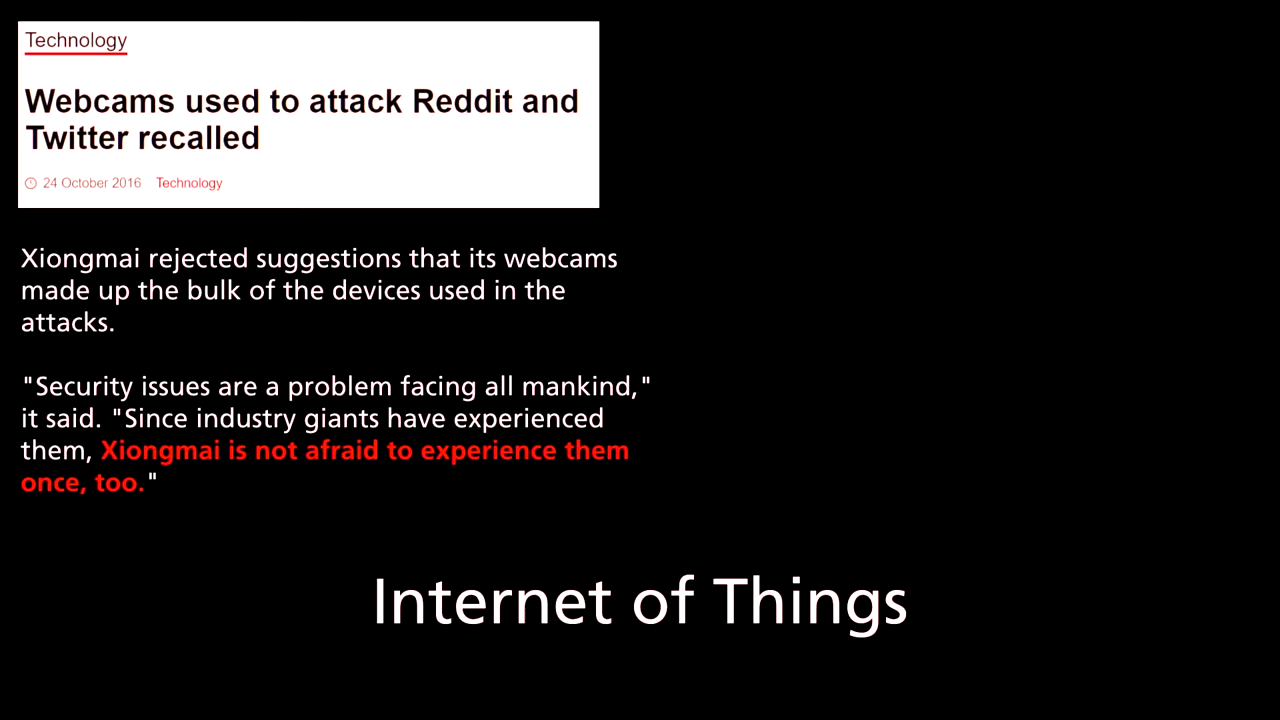 Technology
Webcams used to attack Reddit and
Twitter recalled
24 October 2016 Technology
Xiongmai rejected suggestions that its webcams
made up the bulk of the devices used in the
attacks.
"Security issues are a problem facing all mankind,"
it said. "Since industry giants have experienced
them, Xiongmai is not afraid to experience them
once, too."
Internet of Things